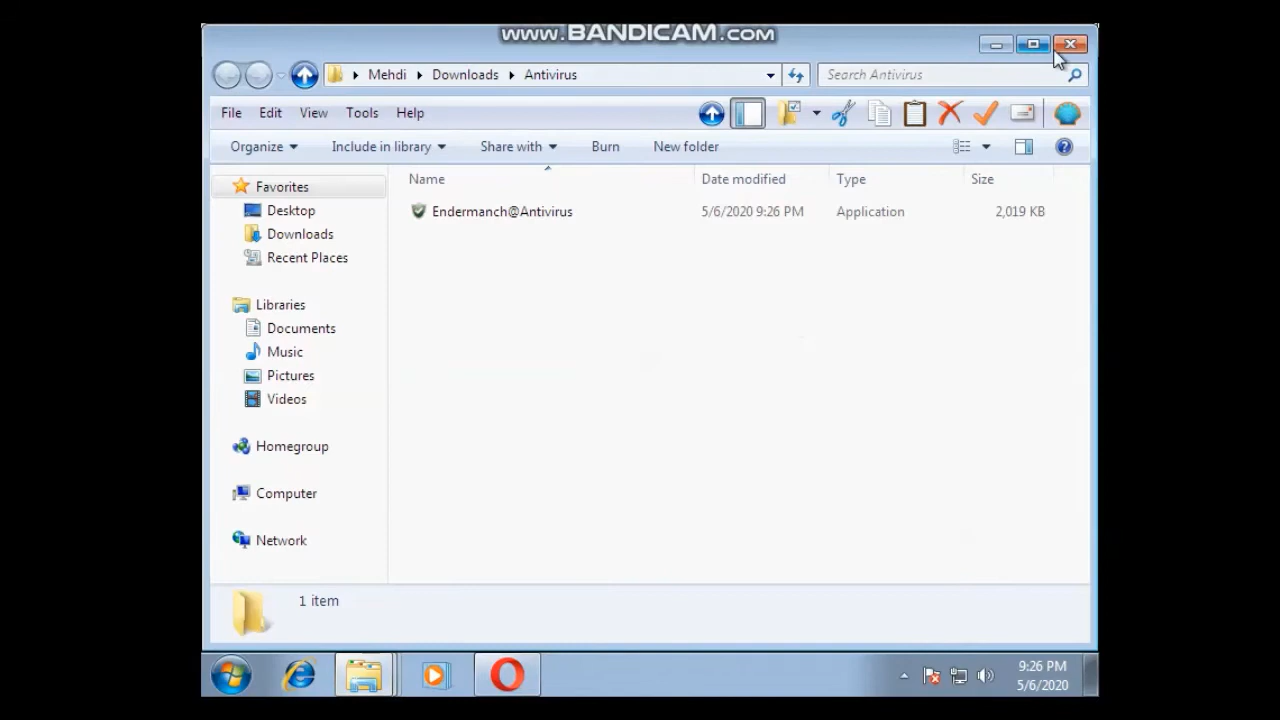 www.BANDICAM.com
Mehdi Downloads Antivirus
Search Antivirus
File Edit View Tools Help
Organize Include in library Share with Burn New folder
Name Date modified Type Size
Endermanch@Antivirus 5/6/2020 9:26 PM Application 2,019 KB
Favorites
Desktop
Downloads
Recent Places
Libraries
Documents
Music
Pictures
Videos
Homegroup
Computer
Network
1 item
9:26 PM
5/6/2020